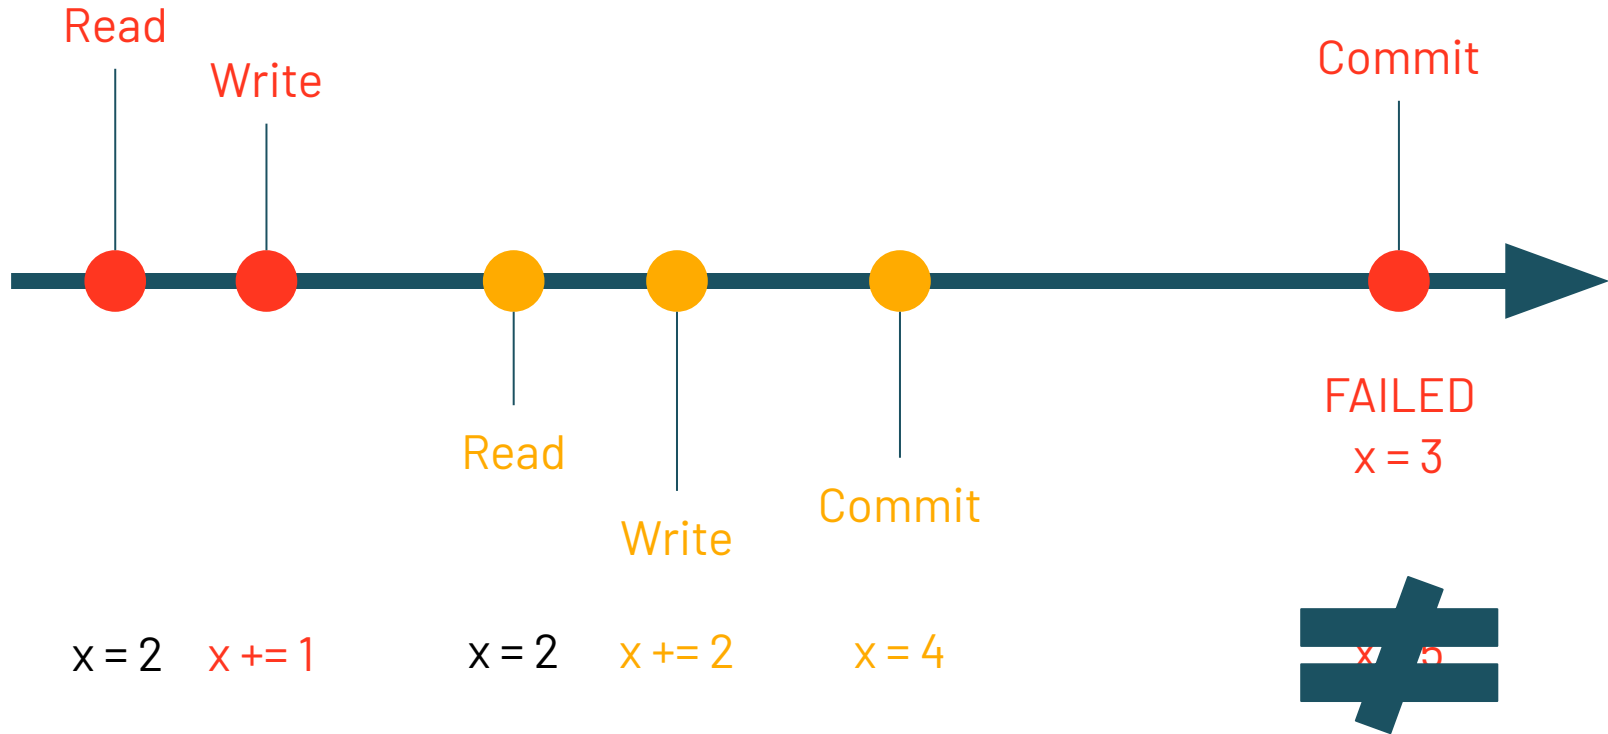 Read
Write
Commit
Read
Write
Commit
FAILED
x = 3
x = 2
x += 1
x = 2
x += 2
x = 4